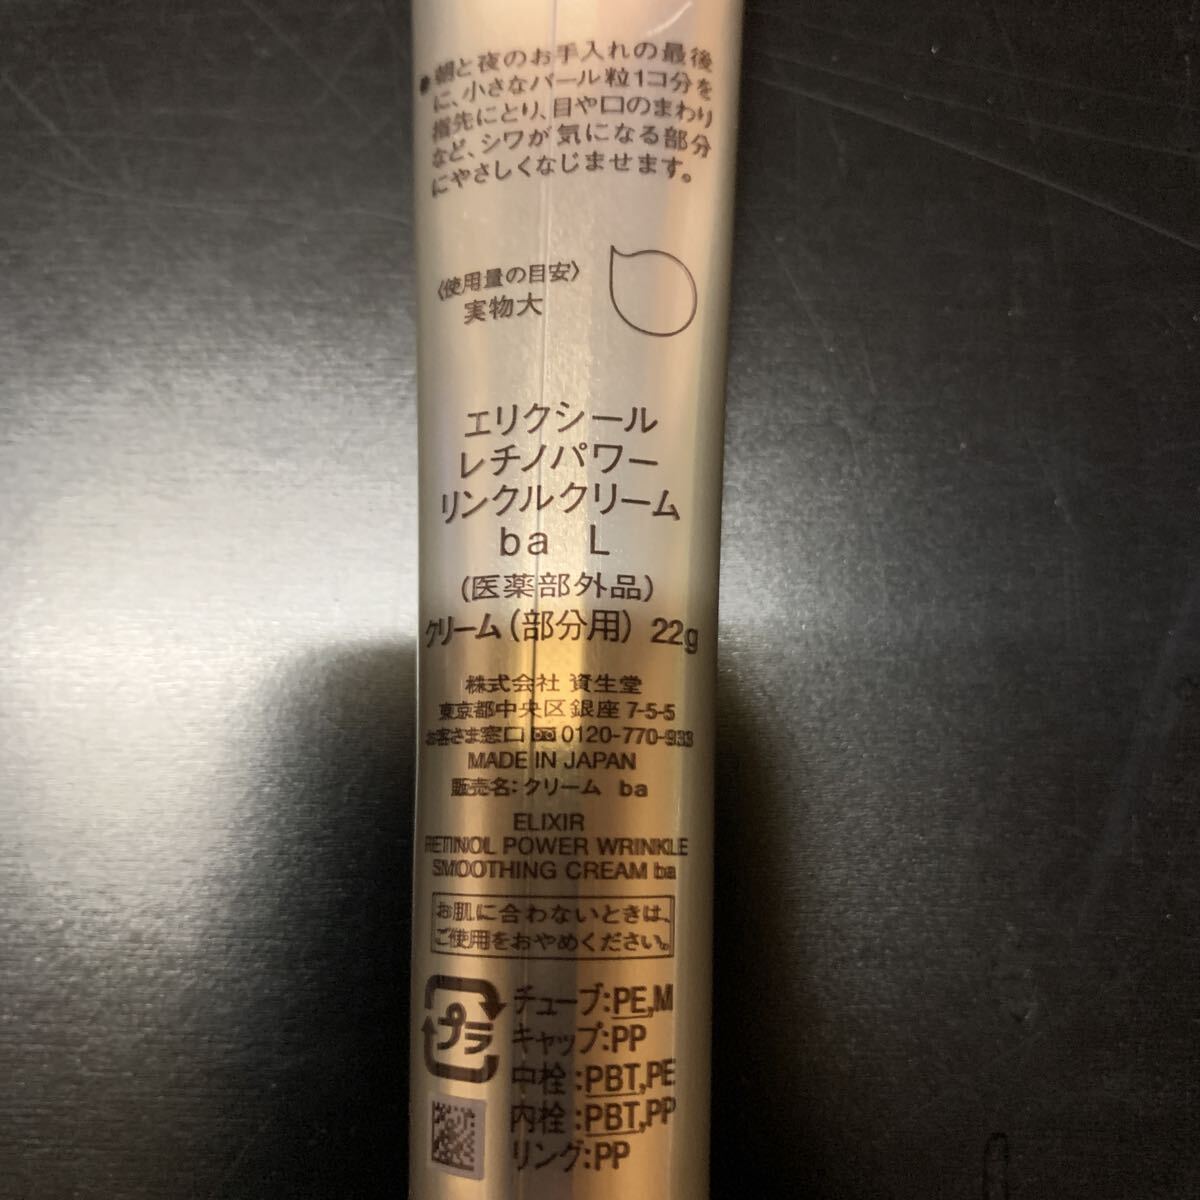 ●朝と夜のお手入れの最後
に、小さなパール粒1コ分を
指先にとり、目や口のまわり
など、シワが気になる部分
にやさしくなじませます。
〈使用量の目安〉
実物大
エリクシール
レチノパワー
リンクルクリーム
ba L
(医薬部外品)
クリーム(部分用) 22g
株式会社 資生堂
東京都中央区銀座7-5-5
お客さま窓口 0120-770-933
MADE IN JAPAN
販売名:クリーム ba
ELIXIR
RETINOL POWER WRINKLE
SMOOTHING CREAM ba
お肌に合わないときは、
ご使用をおやめください。
プラ
チューブ:PE,M
キャップ:PP
中栓:PBT,PE
内栓:PBT,PP
リング:PP